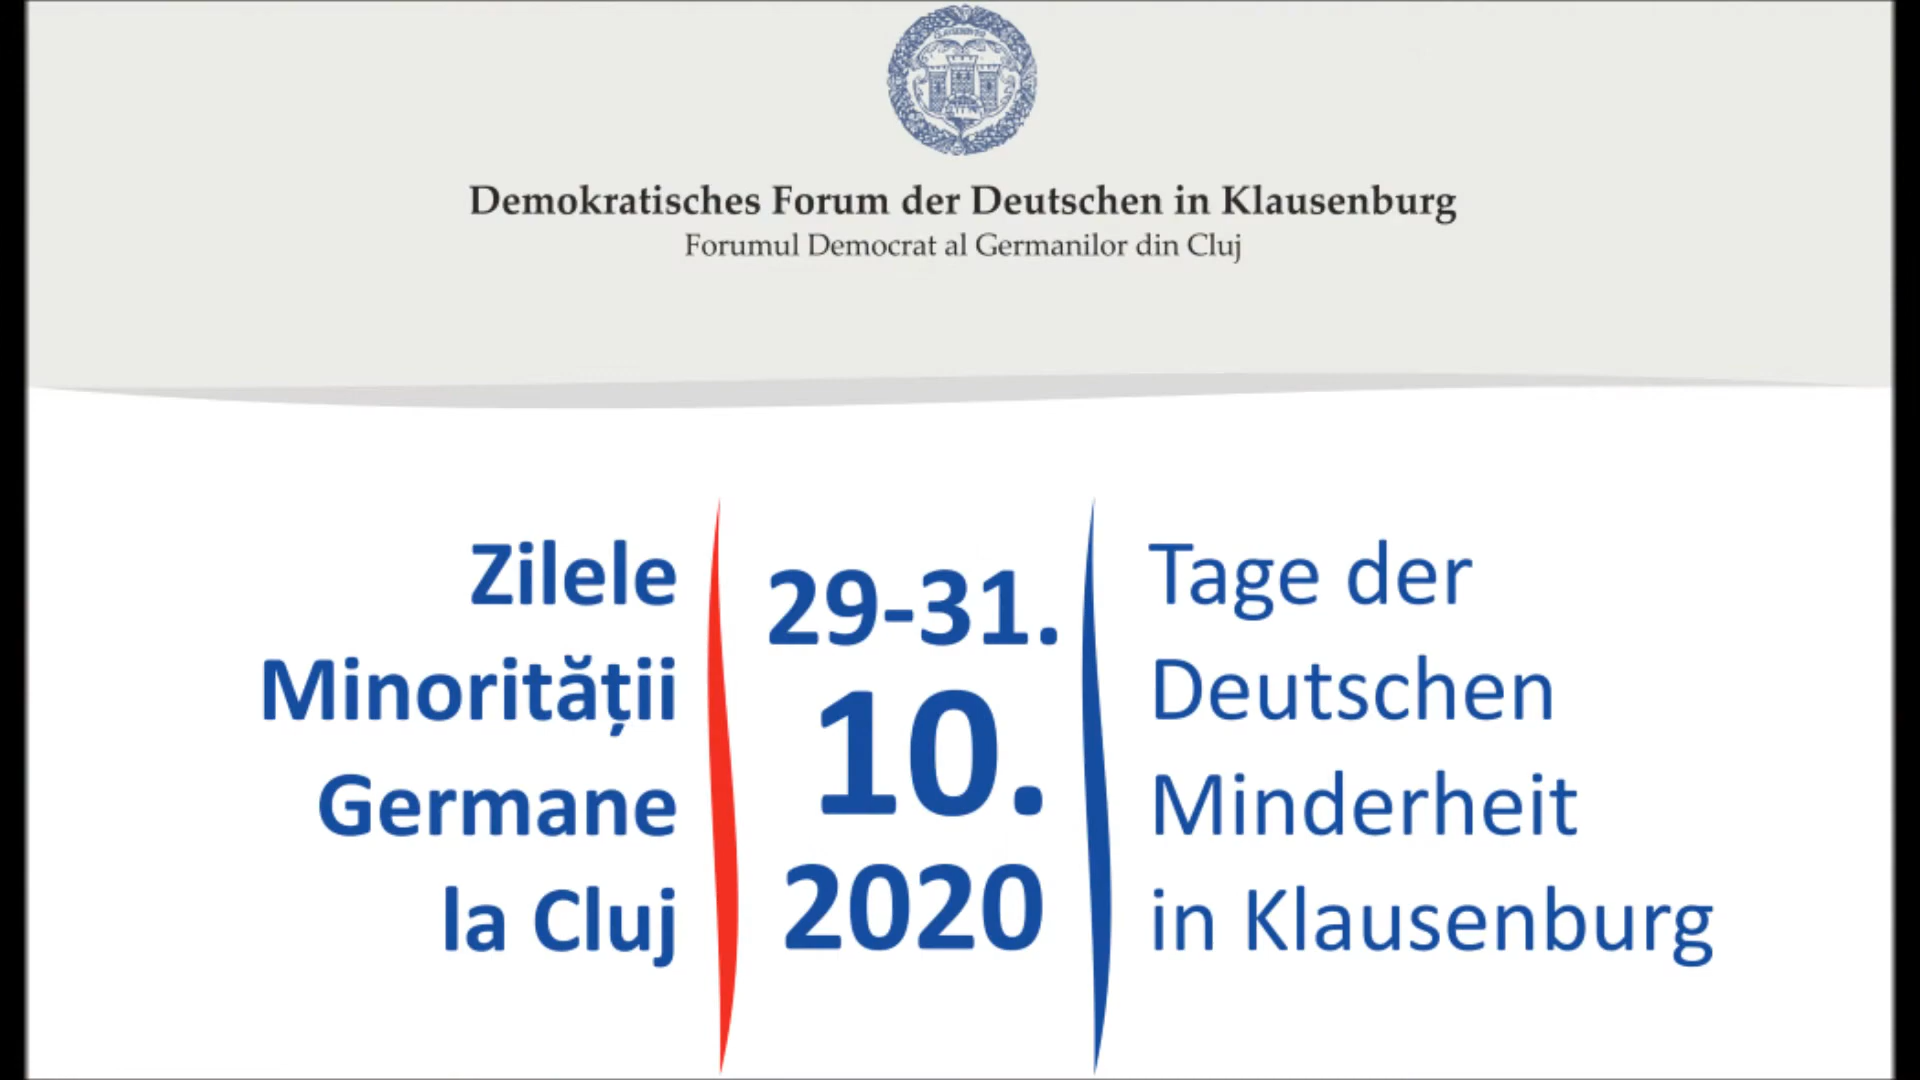 Demokratisches Forum der Deutschen in Klausenburg
Forumul Democrat al Germanilor din Cluj
Zilele
Minorității
Germane
la Cluj
29-31.
10.
2020
Tage der
Deutschen
Minderheit
in Klausenburg